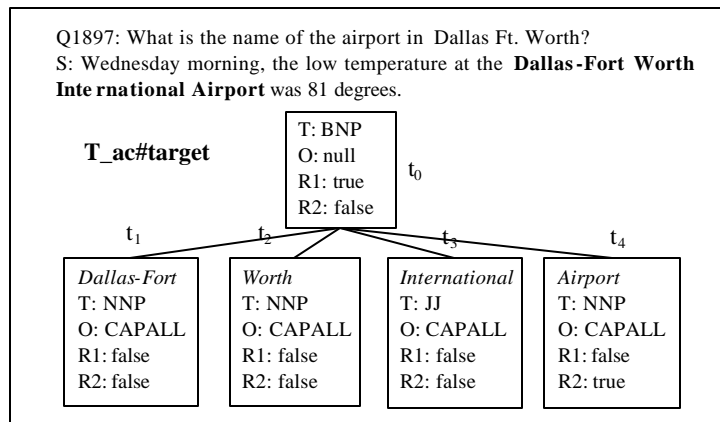 Q1897: What is the name of the airport in Dallas Ft. Worth?
S: Wednesday morning, the low temperature at the Dallas-Fort Worth
Inte rnational Airport was 81 degrees.
T_ac#target
T: BNP
O: null
R1: true
R2: false
t0
t1
t2
t3
t4
Dallas-Fort
T: NNP
O: CAPALL
R1: false
R2: false
Worth
T: NNP
O: CAPALL
R1: false
R2: false
International
T: JJ
O: CAPALL
R1: false
R2: false
Airport
T: NNP
O: CAPALL
R1: false
R2: true